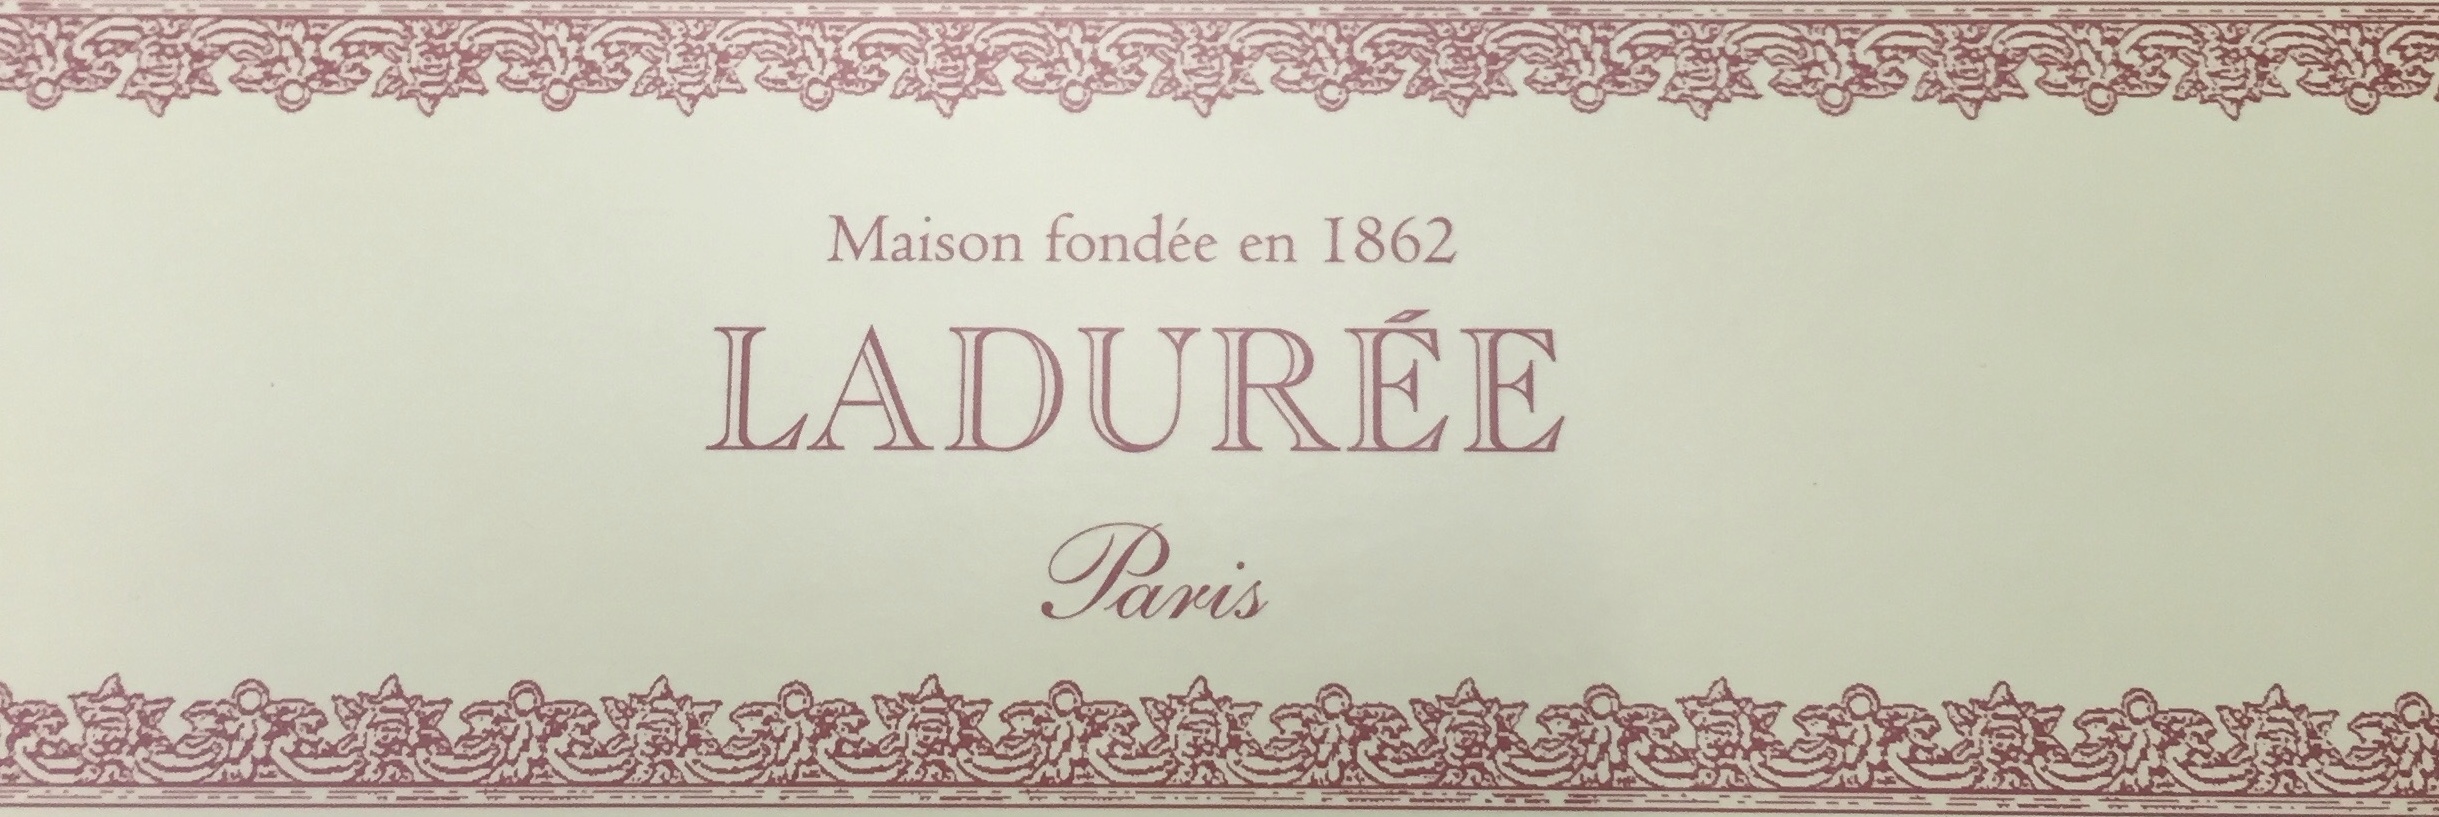 Maison fondée en 1862
LADURÉE
Paris